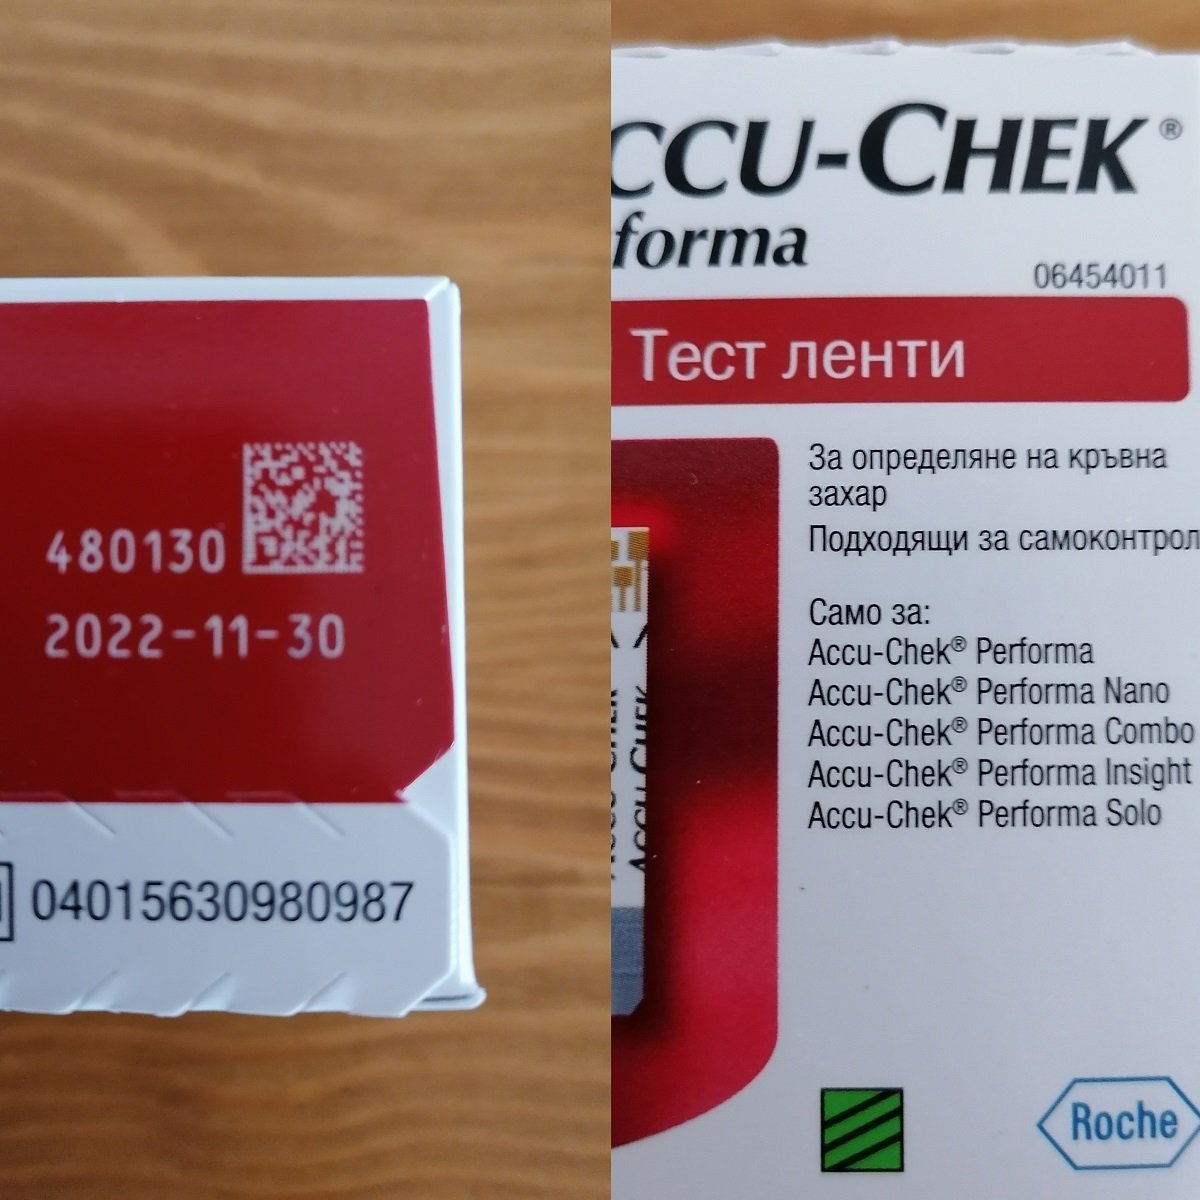 480130
2022-11-30
04015630980987
CCU-CHEK®
forma
06454011
Тест ленти
За определяне на кръвна
захар
Подходящи за самоконтрол
Само за:
Accu-Chek® Performa
Accu-Chek® Performa Nano
Accu-Chek® Performa Combo
Accu-Chek® Performa Insight
Accu-Chek® Performa Solo
ACCU-CHEK
Roche